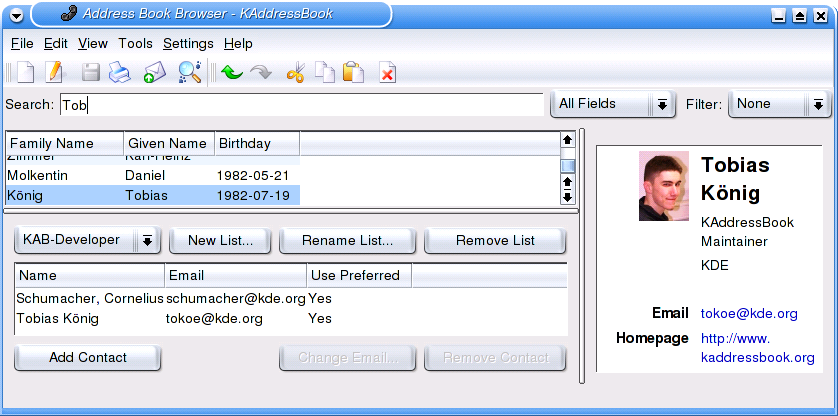 Address Book Browser - KAddressBook
File Edit View Tools Settings Help
Search: Tob All Fields Filter: None
Family Name Given Name Birthday
Zimmer Karl-Heinz
Molkentin Daniel 1982-05-21
König Tobias 1982-07-19
KAB-Developer New List... Rename List... Remove List
Name Email Use Preferred
Schumacher, Cornelius schumacher@kde.org Yes
Tobias König tokoe@kde.org Yes
Add Contact Change Email... Remove Contact
Tobias
König
KAddressBook
Maintainer
KDE
Email tokoe@kde.org
Homepage http://www.
kaddressbook.org